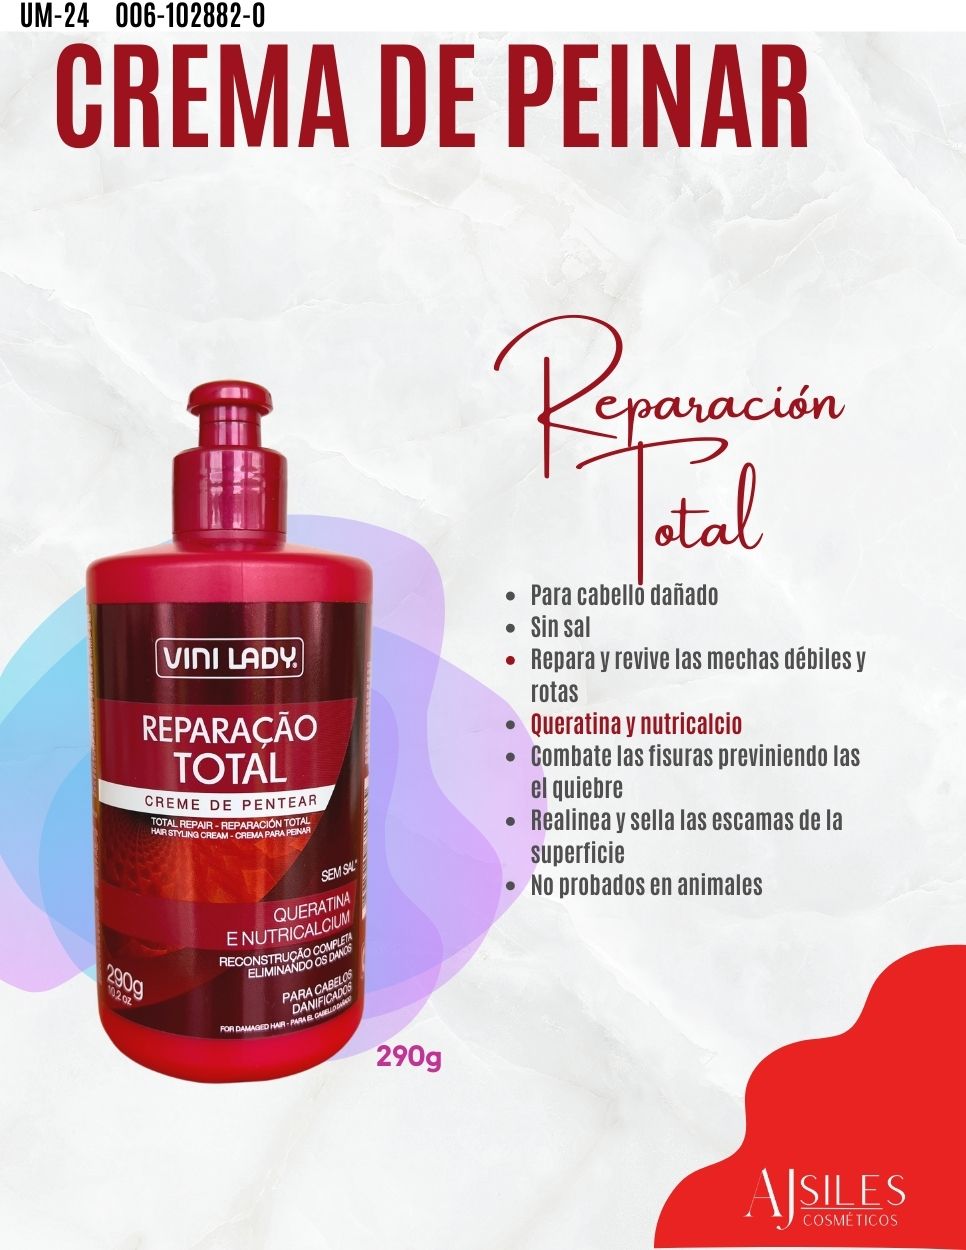 UM-24 006-102882-0
CREMA DE PEINAR
Reparación
Total
Para cabello dañado
Sin sal
Repara y revive las mechas débiles y
rotas
Queratina y nutricalcio
Combate las fisuras previniendo las
el quiebre
Realinea y sella las escamas de la
superficie
No probados en animales
VINI LADY®
REPARAÇÃO
TOTAL
CREME DE PENTEAR
TOTAL REPAIR - REPARACIÓN TOTAL
HAIR STYLING CREAM - CREMA PARA PEINAR
SEM SAL*
QUERATINA
E NUTRICALCIUM
RECONSTRUÇÃO COMPLETA
ELIMINANDO OS DANOS
290g
10,2 oz
PARA CABELOS
DANIFICADOS
FOR DAMAGED HAIR - PARA EL CABELLO DAÑADO
290g
AJSILES
COSMÉTICOS